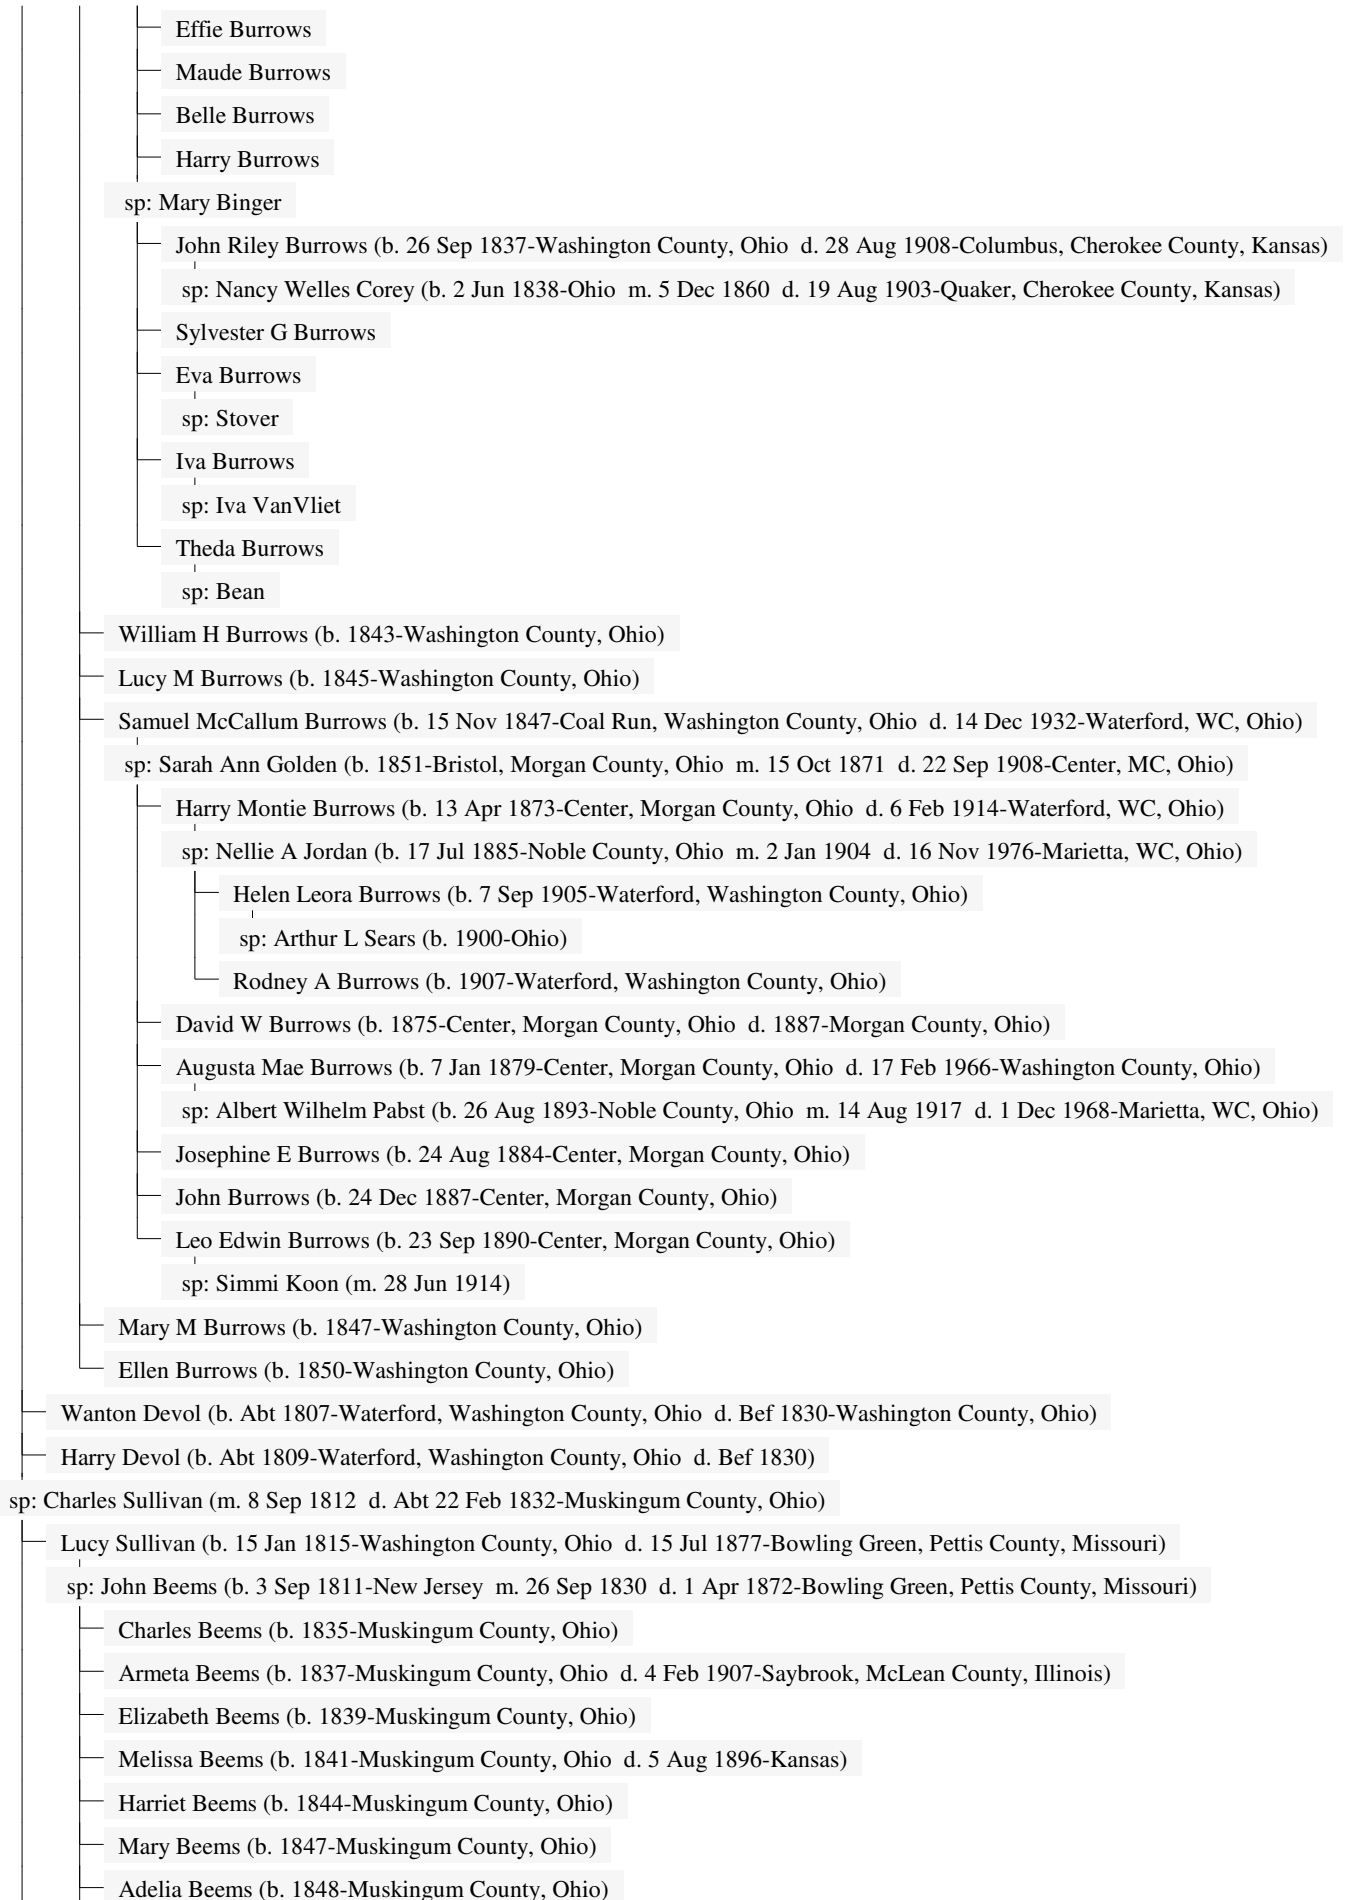 Effie Burrows
Maude Burrows
Belle Burrows
Harry Burrows
sp: Mary Binger
John Riley Burrows (b. 26 Sep 1837-Washington County, Ohio d. 28 Aug 1908-Columbus, Cherokee County, Kansas)
sp: Nancy Welles Corey (b. 2 Jun 1838-Ohio m. 5 Dec 1860 d. 19 Aug 1903-Quaker, Cherokee County, Kansas)
Sylvester G Burrows
Eva Burrows
sp: Stover
Iva Burrows
sp: Iva VanVliet
Theda Burrows
sp: Bean
William H Burrows (b. 1843-Washington County, Ohio)
Lucy M Burrows (b. 1845-Washington County, Ohio)
Samuel McCallum Burrows (b. 15 Nov 1847-Coal Run, Washington County, Ohio d. 14 Dec 1932-Waterford, WC, Ohio)
sp: Sarah Ann Golden (b. 1851-Bristol, Morgan County, Ohio m. 15 Oct 1871 d. 22 Sep 1908-Center, MC, Ohio)
Harry Montie Burrows (b. 13 Apr 1873-Center, Morgan County, Ohio d. 6 Feb 1914-Waterford, WC, Ohio)
sp: Nellie A Jordan (b. 17 Jul 1885-Noble County, Ohio m. 2 Jan 1904 d. 16 Nov 1976-Marietta, WC, Ohio)
Helen Leora Burrows (b. 7 Sep 1905-Waterford, Washington County, Ohio)
sp: Arthur L Sears (b. 1900-Ohio)
Rodney A Burrows (b. 1907-Waterford, Washington County, Ohio)
David W Burrows (b. 1875-Center, Morgan County, Ohio d. 1887-Morgan County, Ohio)
Augusta Mae Burrows (b. 7 Jan 1879-Center, Morgan County, Ohio d. 17 Feb 1966-Washington County, Ohio)
sp: Albert Wilhelm Pabst (b. 26 Aug 1893-Noble County, Ohio m. 14 Aug 1917 d. 1 Dec 1968-Marietta, WC, Ohio)
Josephine E Burrows (b. 24 Aug 1884-Center, Morgan County, Ohio)
John Burrows (b. 24 Dec 1887-Center, Morgan County, Ohio)
Leo Edwin Burrows (b. 23 Sep 1890-Center, Morgan County, Ohio)
sp: Simmi Koon (m. 28 Jun 1914)
Mary M Burrows (b. 1847-Washington County, Ohio)
Ellen Burrows (b. 1850-Washington County, Ohio)
Wanton Devol (b. Abt 1807-Waterford, Washington County, Ohio d. Bef 1830-Washington County, Ohio)
Harry Devol (b. Abt 1809-Waterford, Washington County, Ohio d. Bef 1830)
sp: Charles Sullivan (m. 8 Sep 1812 d. Abt 22 Feb 1832-Muskingum County, Ohio)
Lucy Sullivan (b. 15 Jan 1815-Washington County, Ohio d. 15 Jul 1877-Bowling Green, Pettis County, Missouri)
sp: John Beems (b. 3 Sep 1811-New Jersey m. 26 Sep 1830 d. 1 Apr 1872-Bowling Green, Pettis County, Missouri)
Charles Beems (b. 1835-Muskingum County, Ohio)
Armeta Beems (b. 1837-Muskingum County, Ohio d. 4 Feb 1907-Saybrook, McLean County, Illinois)
Elizabeth Beems (b. 1839-Muskingum County, Ohio)
Melissa Beems (b. 1841-Muskingum County, Ohio d. 5 Aug 1896-Kansas)
Harriet Beems (b. 1844-Muskingum County, Ohio)
Mary Beems (b. 1847-Muskingum County, Ohio)
Adelia Beems (b. 1848-Muskingum County, Ohio)